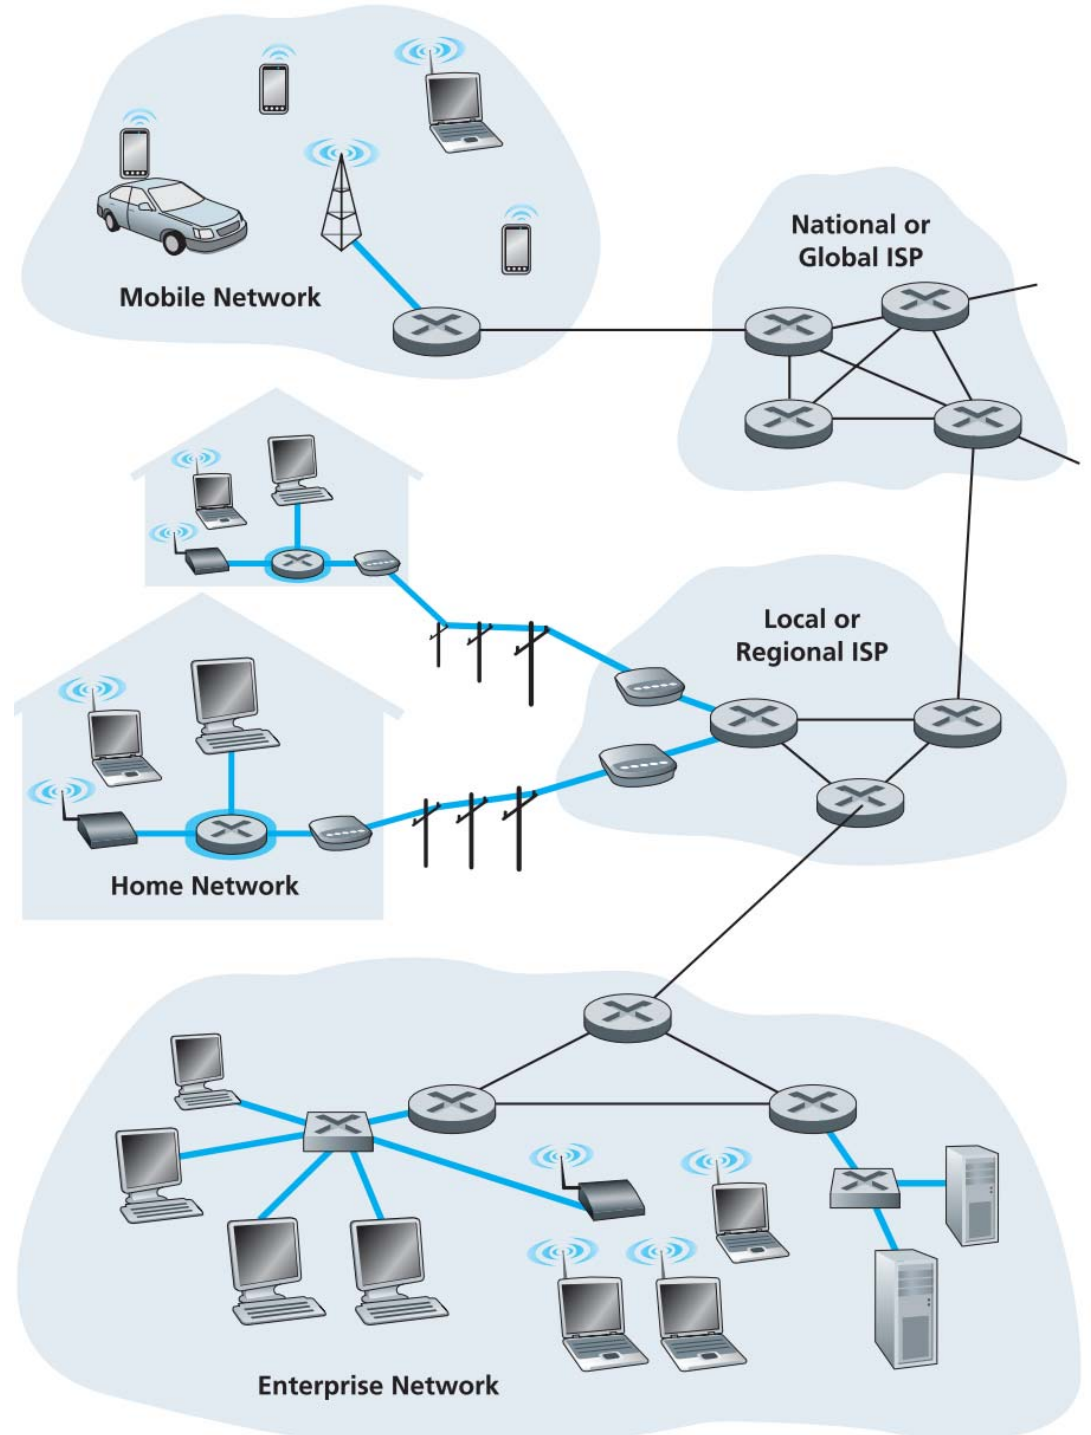 National or
Global ISP
Mobile Network
Local or
Regional ISP
Home Network
Enterprise Network